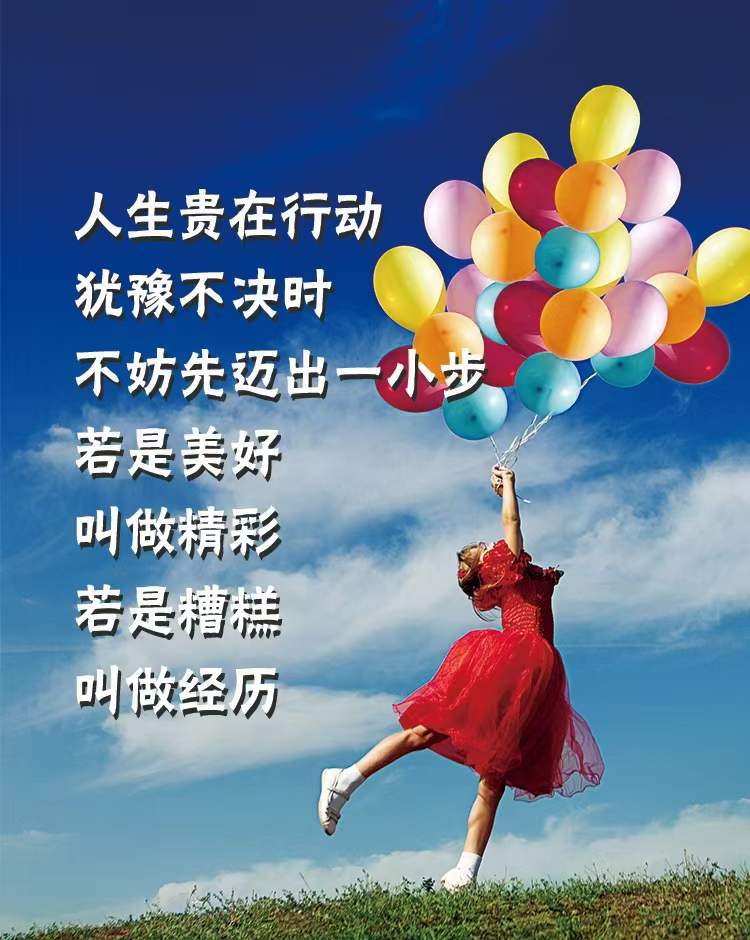 人生贵在行动
犹豫不决时
不妨先迈出一小步
若是美好
叫做精彩
若是糟糕
叫做经历